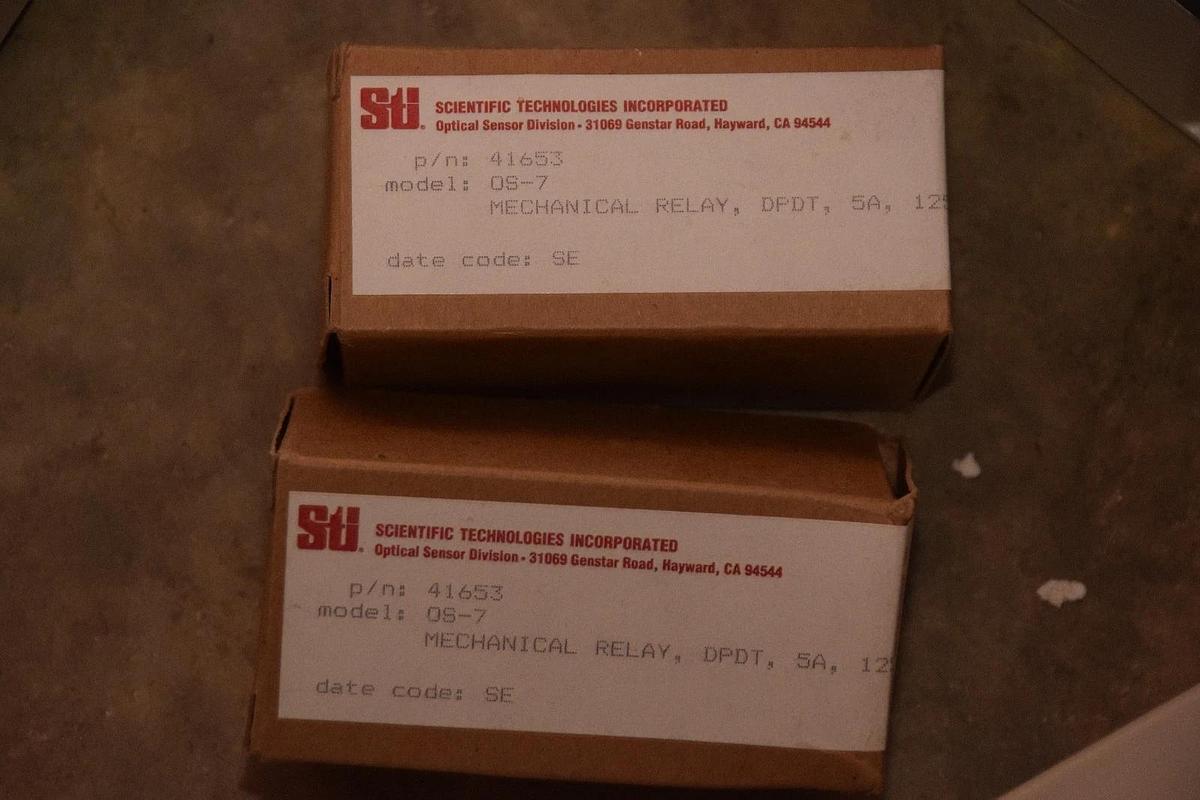 Sti SCIENTIFIC TECHNOLOGIES INCORPORATED
Optical Sensor Division - 31069 Genstar Road, Hayward, CA 94544
p/n: 41653
model: OS-7
MECHANICAL RELAY, DPDT, 5A, 125
date code: SE
Sti SCIENTIFIC TECHNOLOGIES INCORPORATED
Optical Sensor Division - 31069 Genstar Road, Hayward, CA 94544
p/n: 41653
model: OS-7
MECHANICAL RELAY, DPDT, 5A, 12
date code: SE